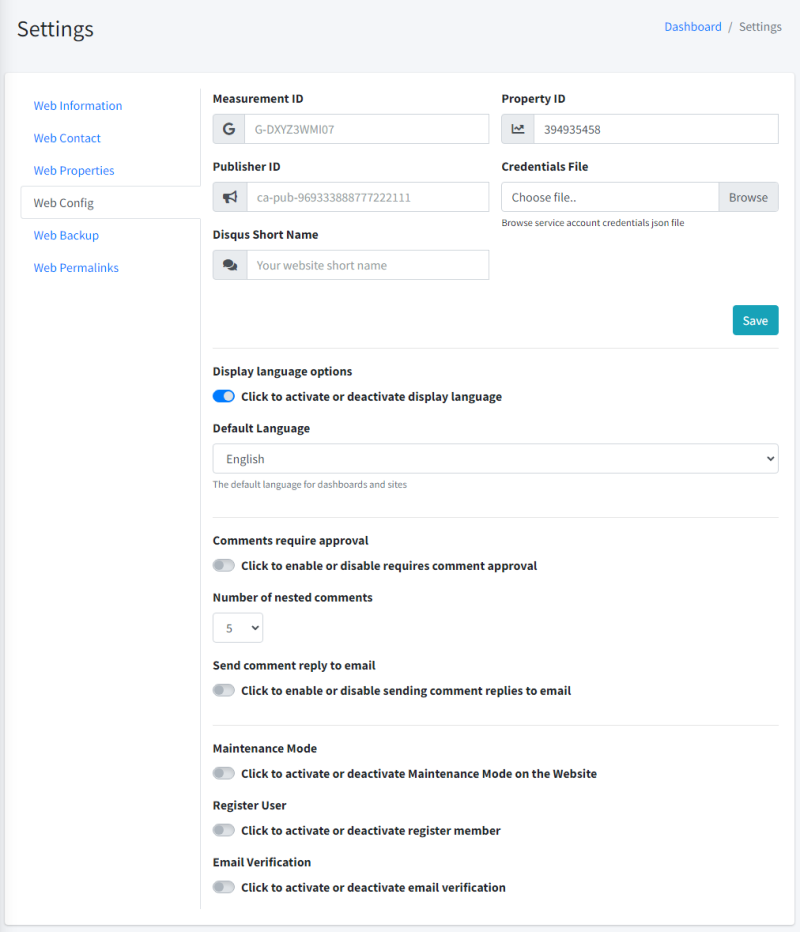 Settings
Dashboard / Settings
Web Information
Web Contact
Web Properties
Web Config
Web Backup
Web Permalinks
Measurement ID
G-DXYZ3WMI07
Property ID
394935458
Publisher ID
ca-pub-969333888777222111
Credentials File
Choose file..
Browse
Browse service account credentials json file
Disqus Short Name
Your website short name
Save
Display language options
Click to activate or deactivate display language
Default Language
English
The default language for dashboards and sites
Comments require approval
Click to enable or disable requires comment approval
Number of nested comments
5
Send comment reply to email
Click to enable or disable sending comment replies to email
Maintenance Mode
Click to activate or deactivate Maintenance Mode on the Website
Register User
Click to activate or deactivate register member
Email Verification
Click to activate or deactivate email verification